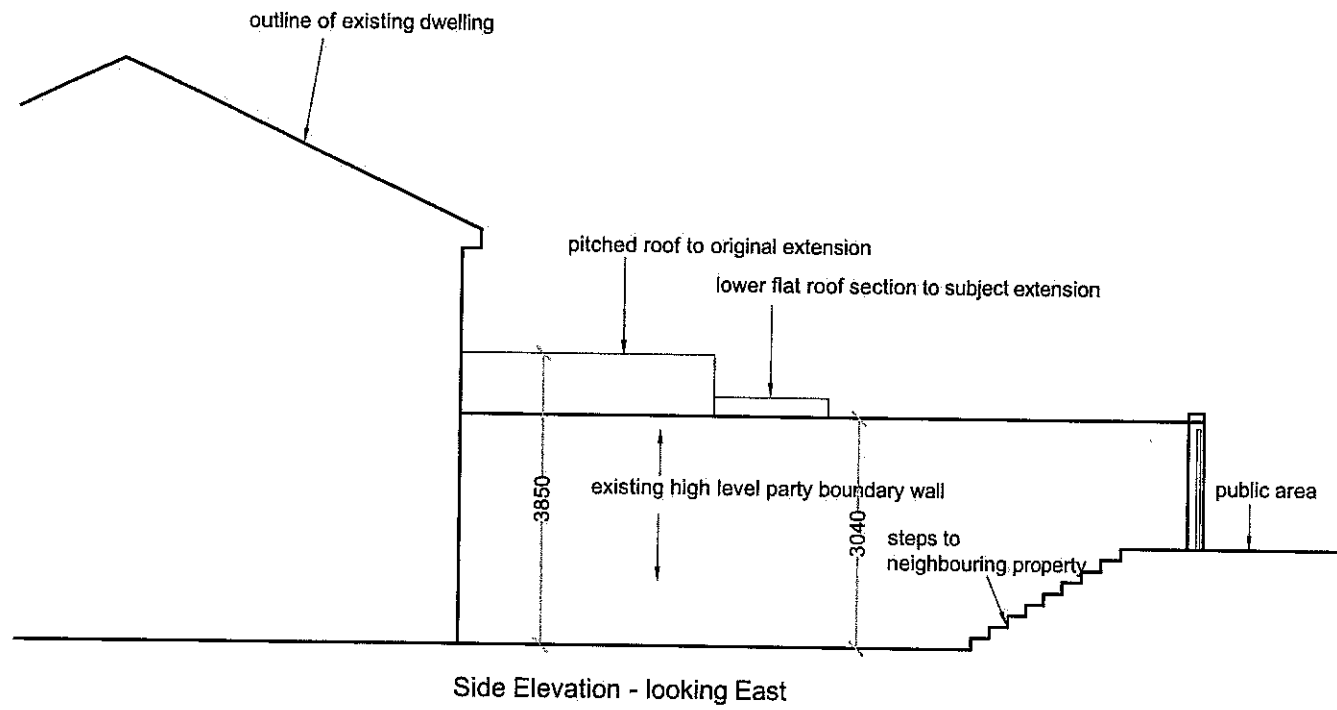 outline of existing dwelling
pitched roof to original extension
lower flat roof section to subject extension
3850
existing high level party boundary wall
3040
public area
steps to
neighbouring property
Side Elevation - looking East